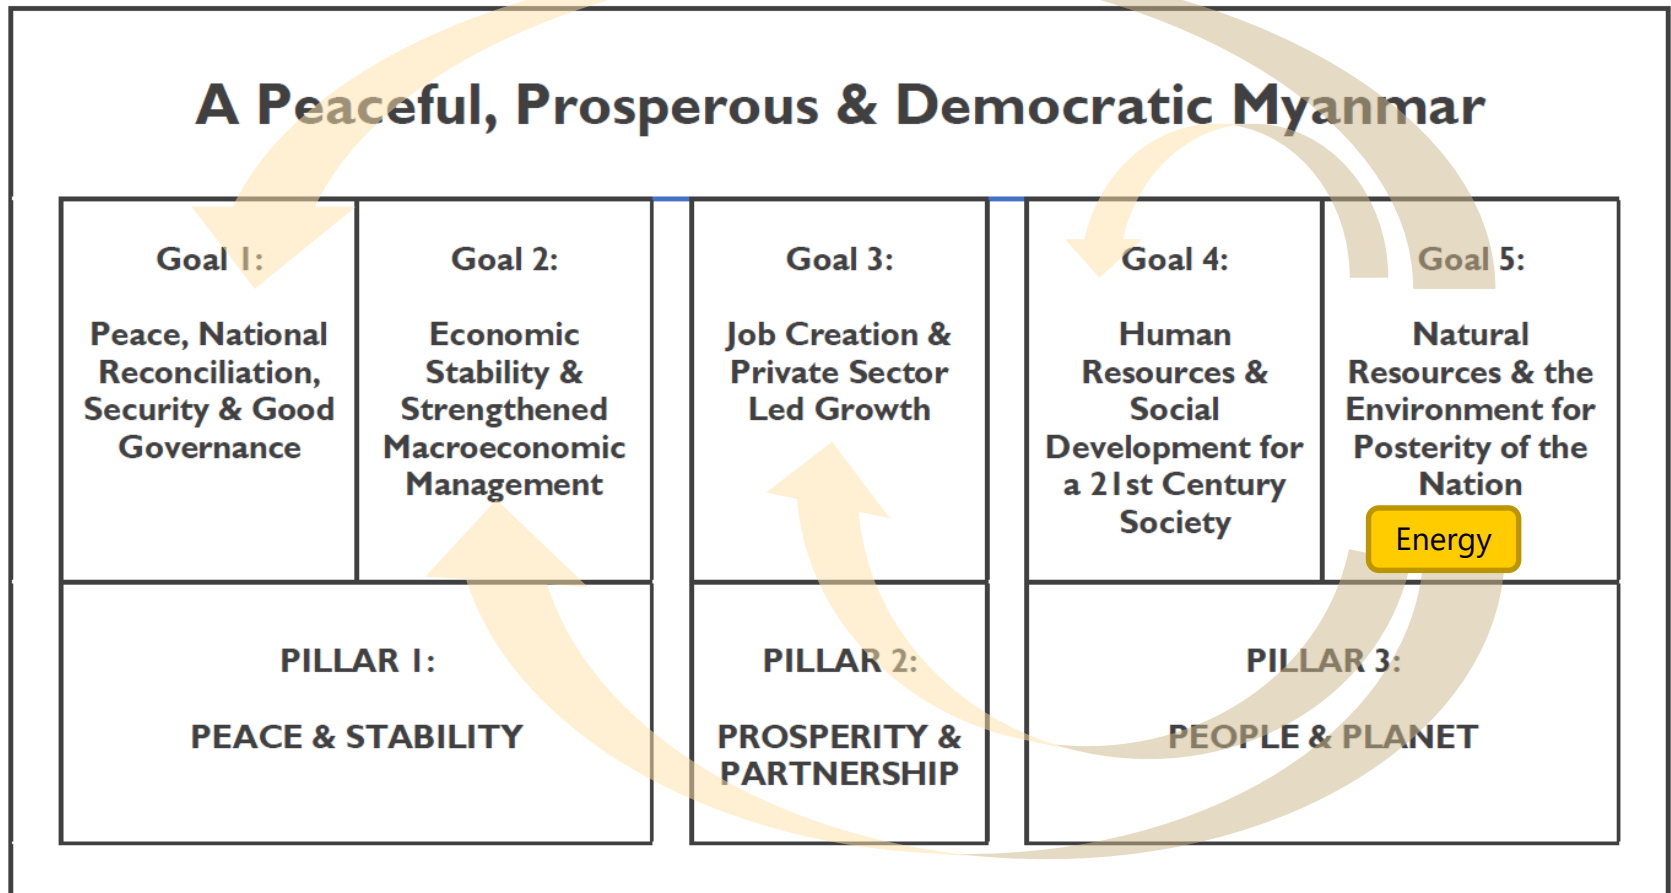 A Peaceful, Prosperous & Democratic Myanmar
Goal 1:
Peace, National
Reconciliation,
Security & Good
Governance
Goal 2:
Economic
Stability &
Strengthened
Macroeconomic
Management
Goal 3:
Job Creation &
Private Sector
Led Growth
Goal 4:
Human
Resources &
Social
Development for
a 21st Century
Society
Goal 5:
Natural
Resources & the
Environment for
Posterity of the
Nation
Energy
PILLAR 1:
PEACE & STABILITY
PILLAR 2:
PROSPERITY &
PARTNERSHIP
PILLAR 3:
PEOPLE & PLANET